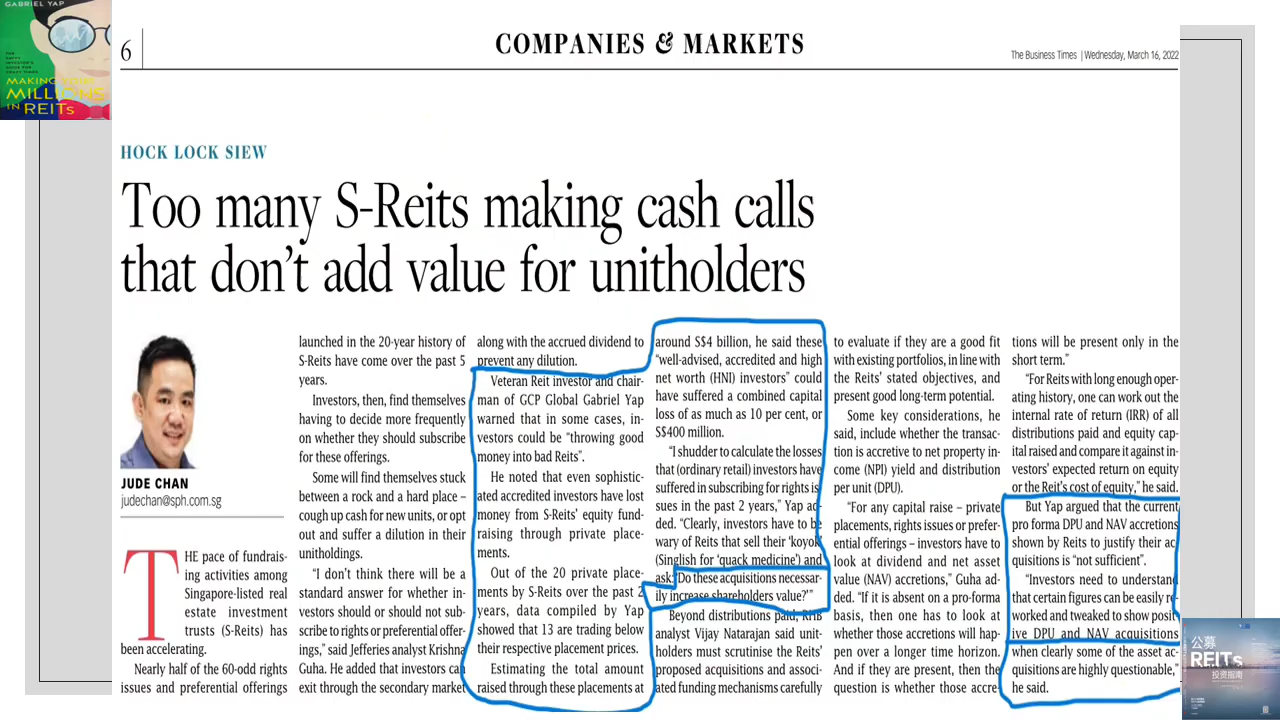 GABRIEL YAP
MAKING YOUR
MILLIONS
IN REITs
6
COMPANIES & MARKETS
The Business Times | Wednesday, March 16, 2022
HOCK LOCK SIEW
Too many S-Reits making cash calls
that don't add value for unitholders
JUDE CHAN
judechan@sph.com.sg
THE pace of fundrais-
ing activities among
Singapore-listed real
estate investment
trusts (S-Reits) has
been accelerating.
Nearly half of the 60-odd rights
issues and preferential offerings
launched in the 20-year history of
S-Reits have come over the past 5
years.
Investors, then, find themselves
having to decide more frequently
on whether they should subscribe
for these offerings.
Some will find themselves stuck
between a rock and a hard place –
cough up cash for new units, or opt
out and suffer a dilution in their
unitholdings.
"I don't think there will be a
standard answer for whether in-
vestors should or should not sub-
scribe to rights or preferential offer-
ings," said Jefferies analyst Krishna
Guha. He added that investors can
exit through the secondary market
along with the accrued dividend to
prevent any dilution.
Veteran Reit investor and chair-
man of GCP Global Gabriel Yap
warned that in some cases, in-
vestors could be "throwing good
money into bad Reits".
He noted that even sophistic-
ated accredited investors have lost
money from S-Reits' equity fund-
raising through private place-
ments.
Out of the 20 private place-
ments by S-Reits over the past 2
years, data compiled by Yap
showed that 13 are trading below
their respective placement prices.
Estimating the total amount
raised through these placements at
around S$4 billion, he said these
"well-advised, accredited and high
net worth (HNI) investors" could
have suffered a combined capital
loss of as much as 10 per cent, or
S$400 million.
"I shudder to calculate the losses
that (ordinary retail) investors have
suffered in subscribing for rights is-
sues in the past 2 years," Yap ad-
ded. "Clearly, investors have to be
wary of Reits that sell their 'koyok'
(Singlish for 'quack medicine') and
ask: 'Do these acquisitions necessar-
ily increase shareholders value?'"
Beyond distributions paid, RHB
analyst Vijay Natarajan said unit-
holders must scrutinise the Reits'
proposed acquisitions and associ-
ated funding mechanisms carefully
to evaluate if they are a good fit
with existing portfolios, in line with
the Reits' stated objectives, and
present good long-term potential.
Some key considerations, he
said, include whether the transac-
tion is accretive to net property in-
come (NPI) yield and distribution
per unit (DPU).
"For any capital raise – private
placements, rights issues or prefer-
ential offerings – investors have to
look at dividend and net asset
value (NAV) accretions," Guha ad-
ded. "If it is absent on a pro-forma
basis, then one has to look at
whether those accretions will hap-
pen over a longer time horizon.
And if they are present, then the
question is whether those accre-
tions will be present only in the
short term."
"For Reits with long enough oper-
ating history, one can work out the
internal rate of return (IRR) of all
distributions paid and equity cap-
ital raised and compare it against in-
vestors' expected return on equity
or the Reit's cost of equity," he said.
But Yap argued that the current
pro forma DPU and NAV accretions
shown by Reits to justify their ac
quisitions is "not sufficient".
"Investors need to understand
that certain figures can be easily re
worked and tweaked to show posit
ive DPU and NAV acquisitions
when clearly some of the asset ac-
quisitions are highly questionable,"
he said.
公募
REITs
投资指南